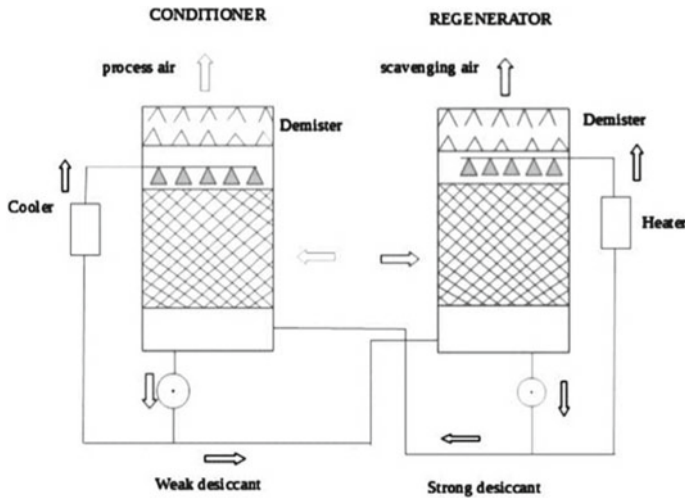 CONDITIONER
REGENERATOR
process air
scavenging air
Demister
Demister
Cooler
Heater
Weak desiccant
Strong desiccant